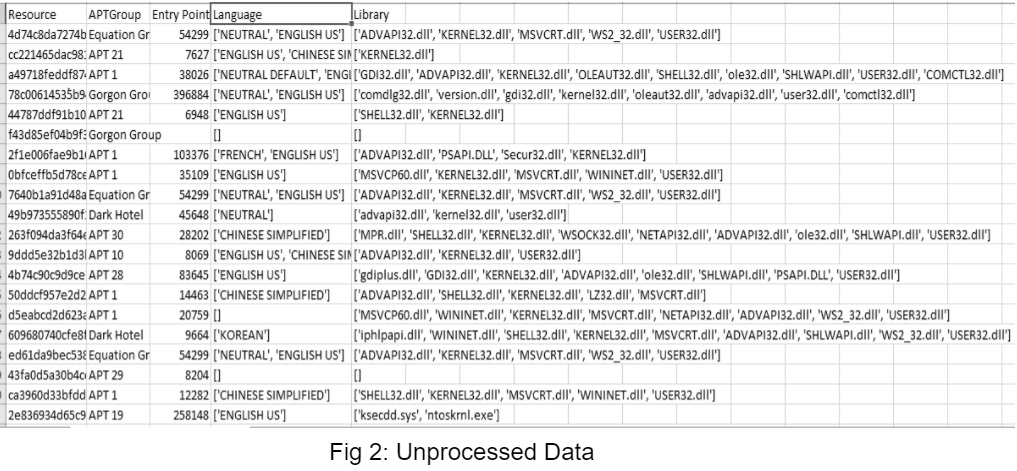 Resource APTGroup Entry Point Language Library
4d74c8da7274b Equation Gr 54299 ['NEUTRAL', 'ENGLISH US'] ['ADVAPI32.dll', 'KERNEL32.dll', 'MSVCRT.dll', 'WS2_32.dll', 'USER32.dll']
cc221465dac98: APT 21 7627 ['ENGLISH US', 'CHINESE SIM ['KERNEL32.dll']
a49718feddf87 APT 1 38026 ['NEUTRAL DEFAULT', 'ENGL ['GDI32.dll', 'ADVAPI32.dll', 'KERNEL32.dll', 'OLEAUT32.dll', 'SHELL32.dll', 'ole32.dll', 'SHLWAPI.dll', 'USER32.dll', 'COMCTL32.dll']
78c00614535b9 Gorgon Gro 396884 ['NEUTRAL', 'ENGLISH US'] ['comdlg32.dll', 'version.dll', 'gdi32.dll', 'kernel32.dll', 'oleaut32.dll', 'advapi32.dll', 'user32.dll', 'comctl32.dll']
44787ddf91b10 APT 21 6948 ['ENGLISH US'] ['SHELL32.dll', 'KERNEL32.dll']
f43d85ef04b9f Gorgon Group [] []
2f1e006fae9b1 APT 1 103376 ['FRENCH', 'ENGLISH US'] ['ADVAPI32.dll', 'PSAPI.DLL', 'Secur32.dll', 'KERNEL32.dll']
0bfceffb5d78c APT 1 35109 ['ENGLISH US'] ['MSVCP60.dll', 'KERNEL32.dll', 'MSVCRT.dll', 'WININET.dll', 'USER32.dll']
7640b1a91d48a Equation Gr 54299 ['NEUTRAL', 'ENGLISH US'] ['ADVAPI32.dll', 'KERNEL32.dll', 'MSVCRT.dll', 'WS2_32.dll', 'USER32.dll']
49b973555890f Dark Hotel 45648 ['NEUTRAL'] ['advapi32.dll', 'kernel32.dll', 'user32.dll']
263f094da3f64 APT 30 28202 ['CHINESE SIMPLIFIED'] ['MPR.dll', 'SHELL32.dll', 'KERNEL32.dll', 'WSOCK32.dll', 'NETAPI32.dll', 'ADVAPI32.dll', 'ole32.dll', 'SHLWAPI.dll', 'USER32.dll']
9ddd5e32b1d3 APT 10 8069 ['ENGLISH US', 'CHINESE SIM ['ADVAPI32.dll', 'KERNEL32.dll', 'USER32.dll']
4b74c90c9d9ce APT 28 83645 ['ENGLISH US'] ['gdiplus.dll', 'GDI32.dll', 'KERNEL32.dll', 'ADVAPI32.dll', 'ole32.dll', 'SHLWAPI.dll', 'PSAPI.DLL', 'USER32.dll']
50ddcf957e2d2 APT 1 14463 ['CHINESE SIMPLIFIED'] ['ADVAPI32.dll', 'SHELL32.dll', 'KERNEL32.dll', 'LZ32.dll', 'MSVCRT.dll']
d5eabcd2d623 APT 1 20759 [] ['MSVCP60.dll', 'WININET.dll', 'KERNEL32.dll', 'MSVCRT.dll', 'NETAPI32.dll', 'ADVAPI32.dll', 'WS2_32.dll', 'USER32.dll']
609680740cfe8 Dark Hotel 9664 ['KOREAN'] ['iphlpapi.dll', 'WININET.dll', 'SHELL32.dll', 'KERNEL32.dll', 'MSVCRT.dll', 'ADVAPI32.dll', 'SHLWAPI.dll', 'WS2_32.dll', 'USER32.dll']
ed61da9bec538 Equation Gr 54299 ['NEUTRAL', 'ENGLISH US'] ['ADVAPI32.dll', 'KERNEL32.dll', 'MSVCRT.dll', 'WS2_32.dll', 'USER32.dll']
43fa0d5a30b4c APT 29 8204 [] []
ca3960d33bfdd APT 1 12282 ['CHINESE SIMPLIFIED'] ['SHELL32.dll', 'KERNEL32.dll', 'MSVCRT.dll', 'WININET.dll', 'USER32.dll']
2e836934d65c9 APT 19 258148 ['ENGLISH US'] ['ksecdd.sys', 'ntoskrnl.exe']
Fig 2: Unprocessed Data